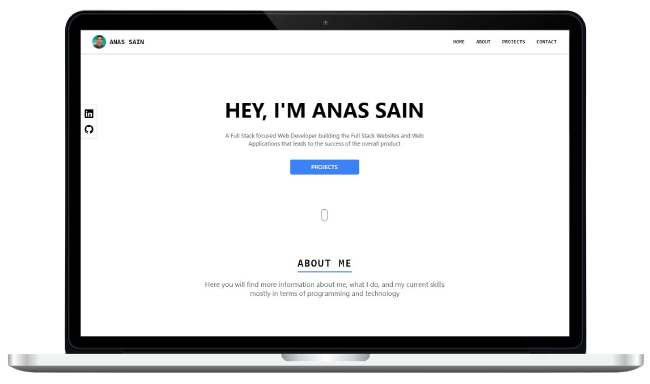 ANAS SAIN
HOME ABOUT PROJECTS CONTACT
in
HEY, I'M ANAS SAIN
A Full Stack focused Web Developer building the Full Stack Websites and Web
Applications that leads to the success of the overall product
PROJECTS
ABOUT ME
Here you will find more information about me, what I do, and my current skills
mostly in terms of programming and technology